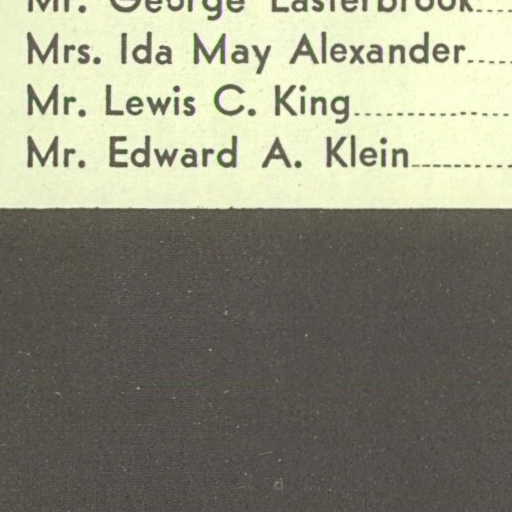 Mr. George Easterbrook....
Mrs. Ida May Alexander.....
Mr. Lewis C. King...............
Mr. Edward A. Klein..........